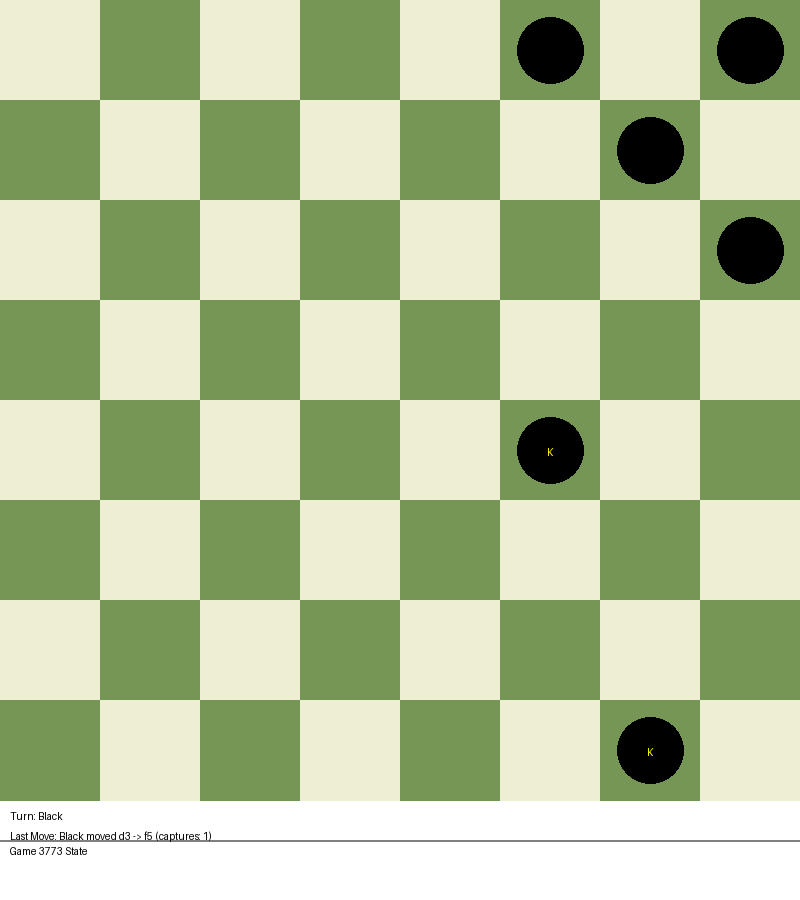 K
K
Turn: Black
Last Move: Black moved d3 -> f5 (captures: 1)
Game 3773 State